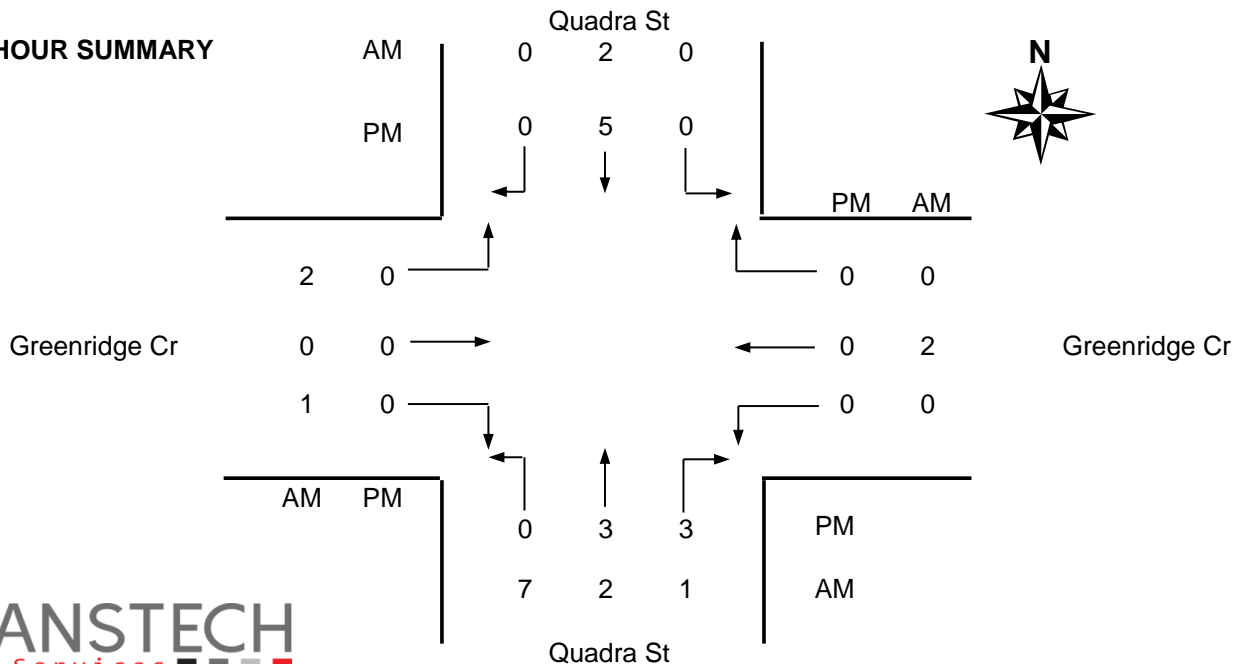 Quadra St
HOUR SUMMARY AM 0 2 0 N
PM 0 5 0
PM AM
2 0 0 0
Greenridge Cr 0 0 0 2 Greenridge Cr
1 0 0 0
AM PM
0 3 3 PM
7 2 1 AM
ANSTECH
Services
Quadra St